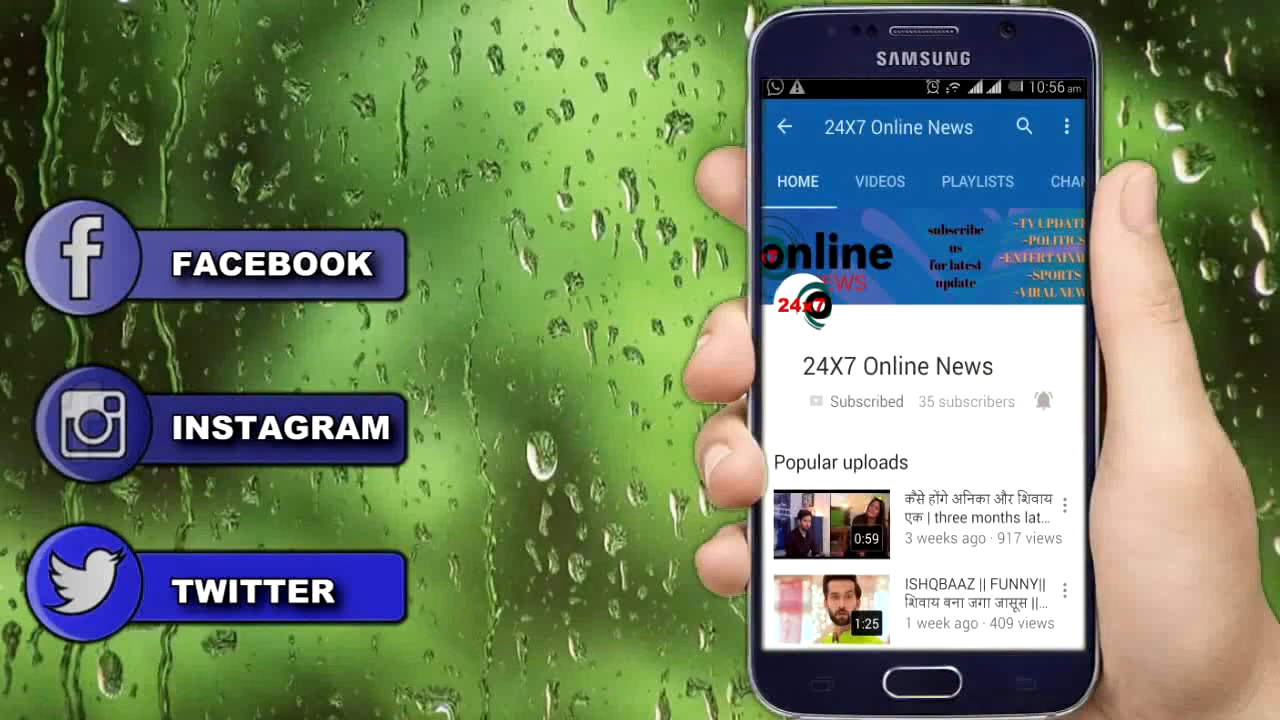 FACEBOOK
INSTAGRAM
TWITTER
SAMSUNG
10:56 am
24X7 Online News
HOME VIDEOS PLAYLISTS CHAN
online
NEWS
24x7
subscribe
us
for latest
update
~TV UPDATE
~POLITICS
~ENTERTAINM
~SPORTS
~VIRAL NEW
24X7 Online News
Subscribed 35 subscribers
Popular uploads
0:59
कैसे होंगे अनिका और शिवाय
एक | three months lat...
3 weeks ago · 917 views
1:25
ISHQBAAZ || FUNNY||
शिवाय बना जगा जासूस ||...
1 week ago · 409 views